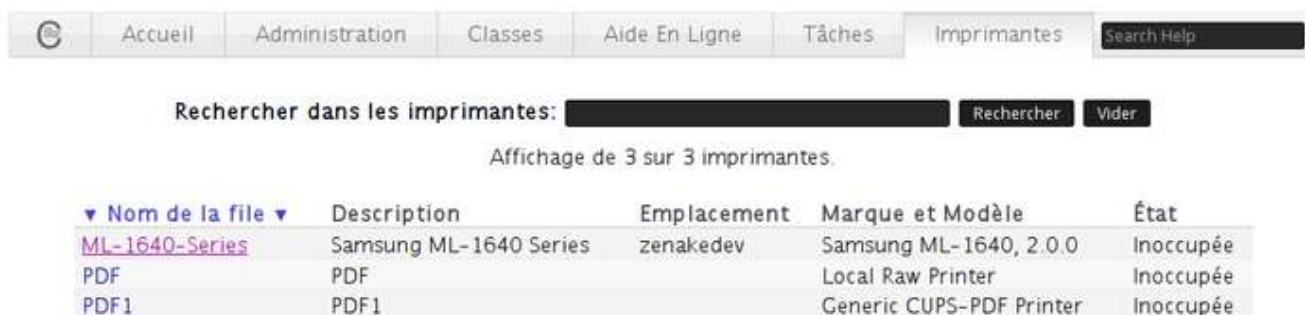 Accueil Administration Classes Aide En Ligne Tâches Imprimantes Search Help
Rechercher dans les imprimantes: Rechercher Vider
Affichage de 3 sur 3 imprimantes.
▼ Nom de la file ▼ Description Emplacement Marque et Modèle État
ML-1640-Series Samsung ML-1640 Series zenakedev Samsung ML-1640, 2.0.0 Inoccupée
PDF PDF Local Raw Printer Inoccupée
PDF1 PDF1 Generic CUPS-PDF Printer Inoccupée